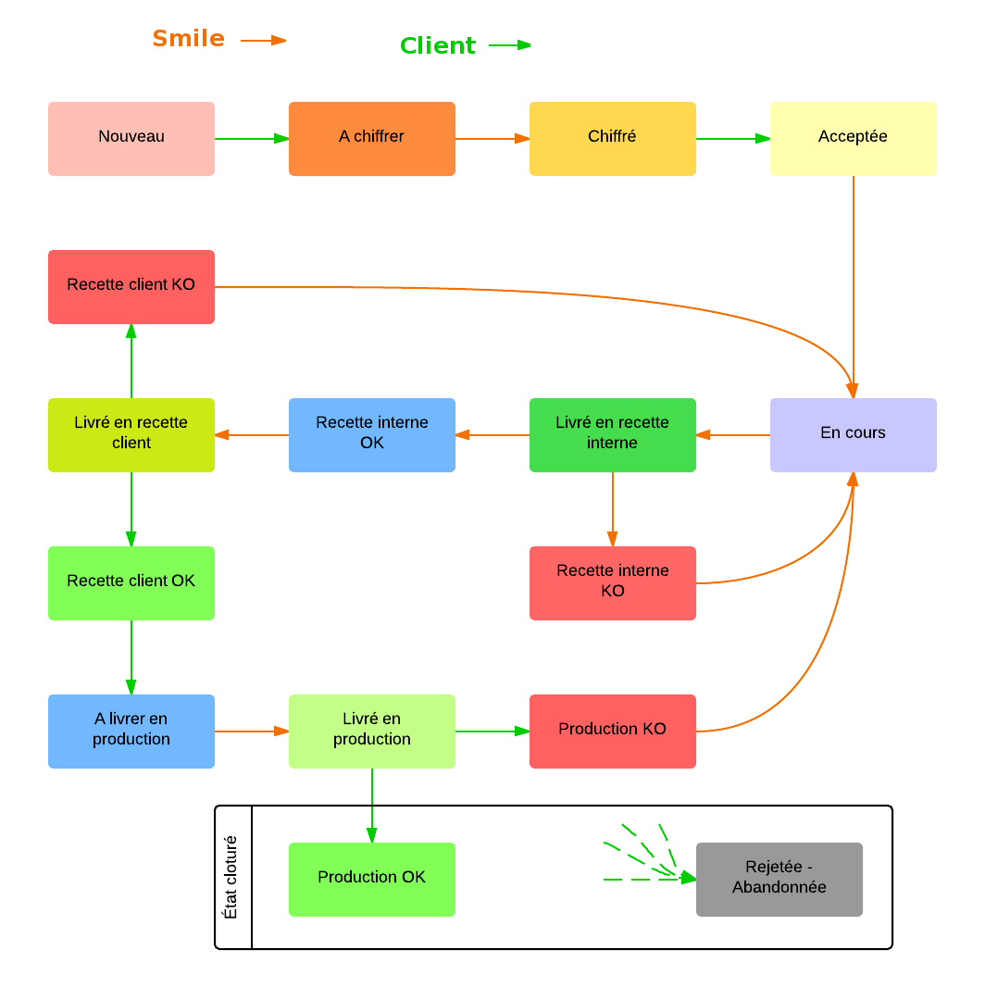 Smile
Client
Nouveau
A chiffrer
Chiffré
Acceptée
Recette client KO
Livré en recette
client
Recette interne
OK
Livré en recette
interne
En cours
Recette client OK
Recette interne
KO
A livrer en
production
Livré en
production
Production KO
État cloturé
Production OK
Rejetée -
Abandonnée